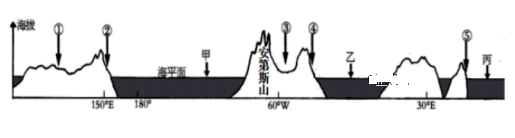 海拔
① ② ③ ④ ⑤
甲 乙 丙
海平面
安第斯山
150°E 180° 60°W 30°E